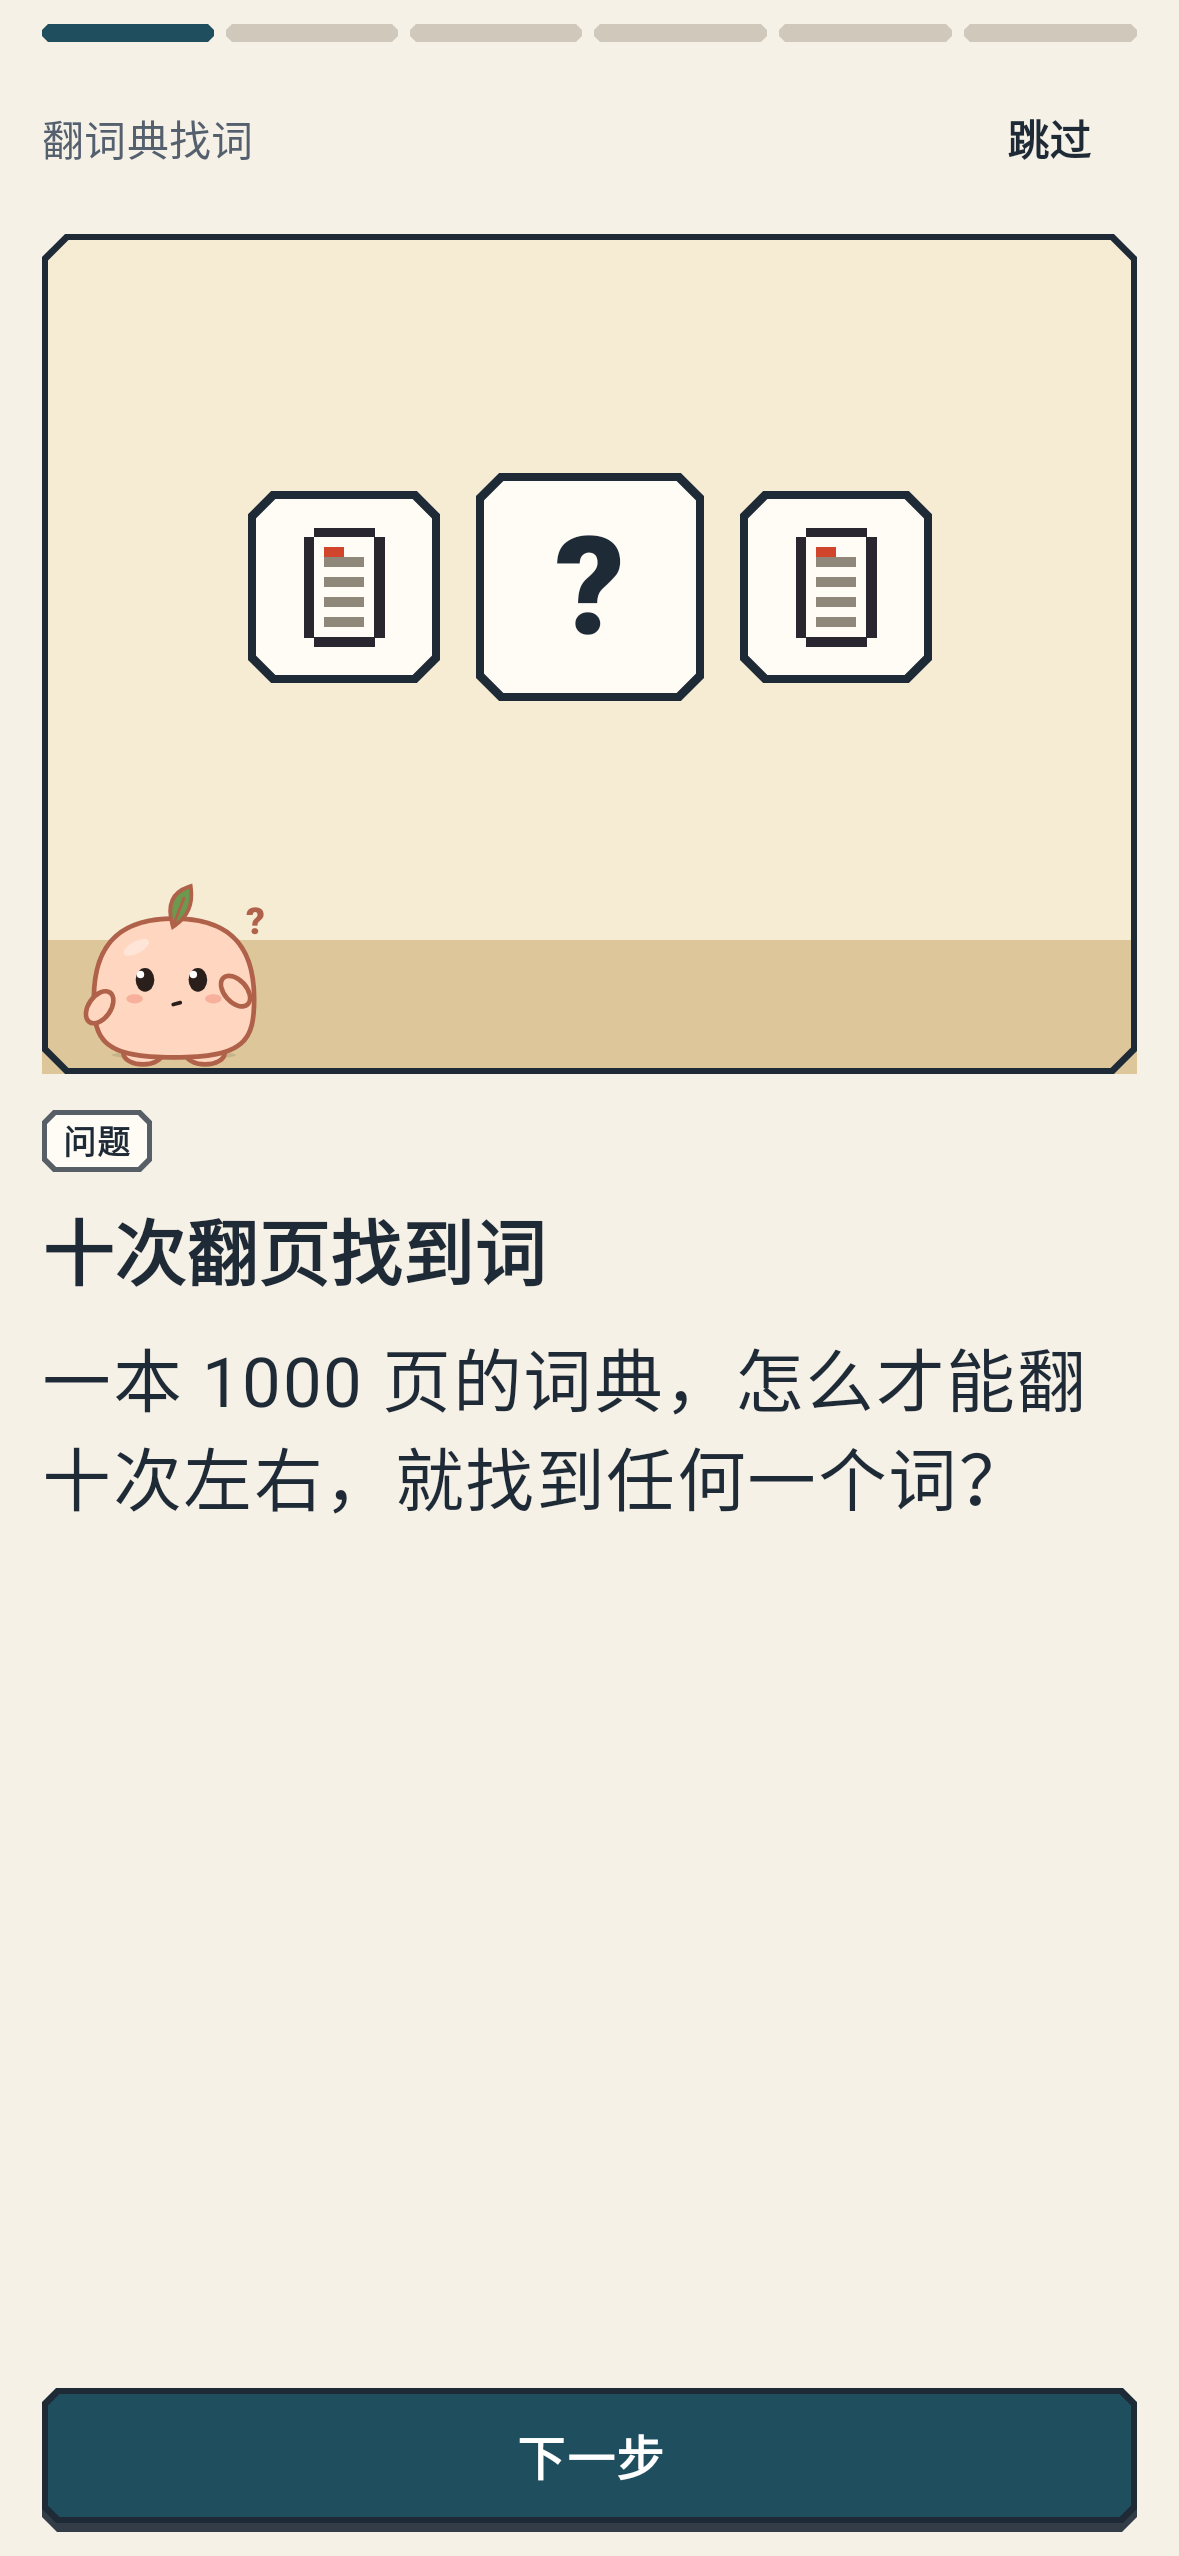 翻词典找词
跳过
?
?
问题
十次翻页找到词
一本 1000 页的词典，怎么才能翻
十次左右，就找到任何一个词？
下一步